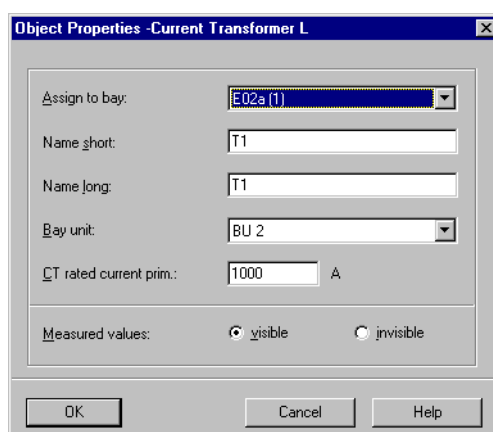 Object Properties -Current Transformer L
Assign to bay: E02a (1)
Name short: T1
Name long: T1
Bay unit: BU 2
CT rated current prim.: 1000 A
Measured values: visible invisible
OK Cancel Help